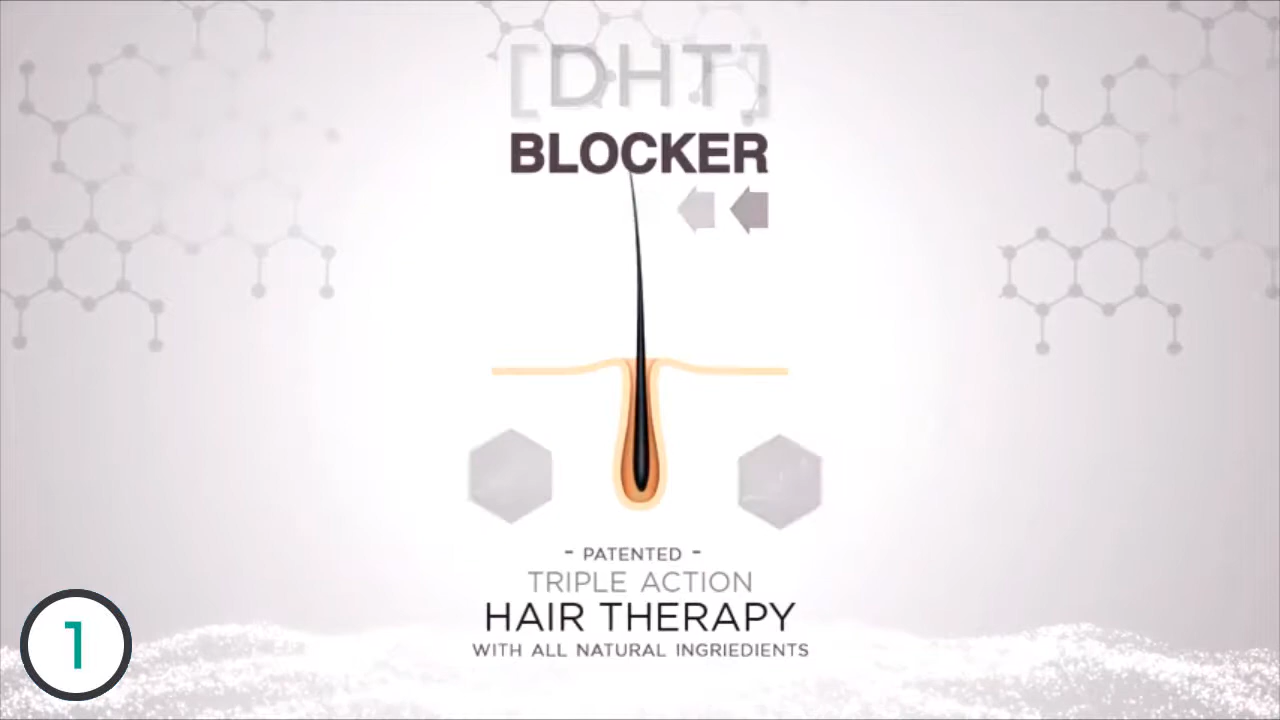 [DHT]
BLOCKER
- PATENTED -
TRIPLE ACTION
HAIR THERAPY
WITH ALL NATURAL INGRIEDIENTS
1